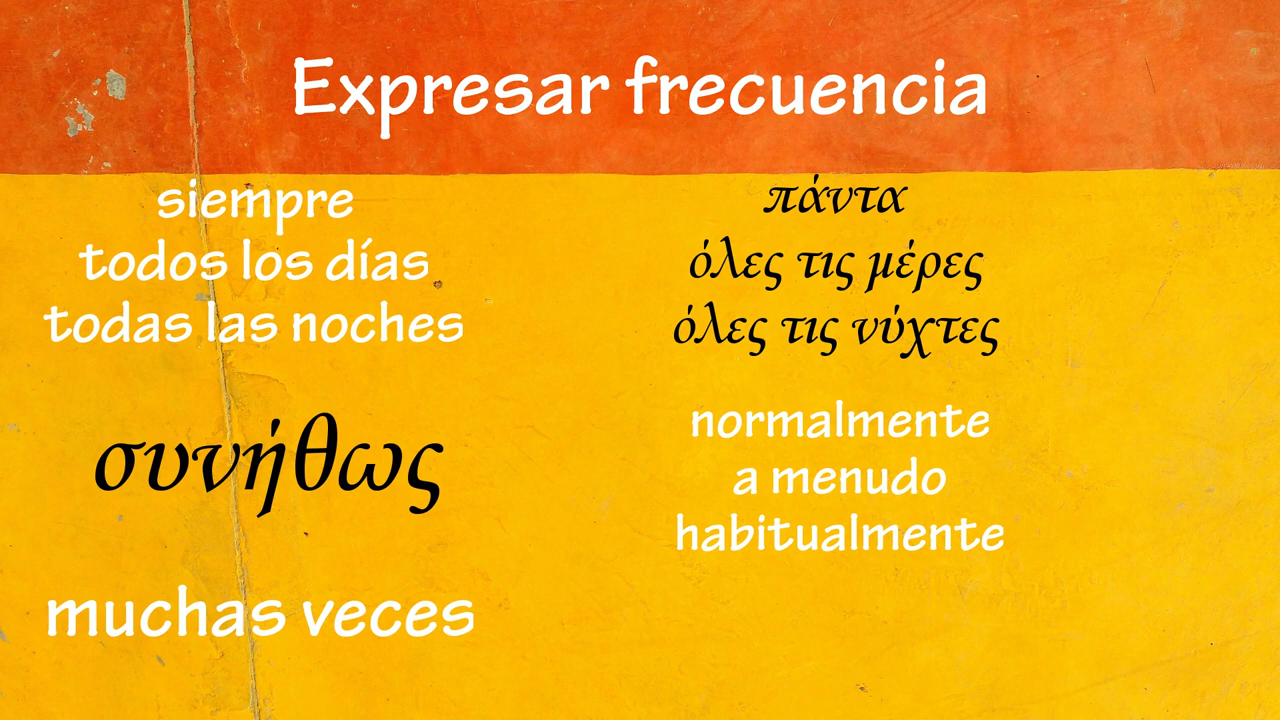 Expresar frecuencia
siempre
todos los días
todas las noches
πάντα
όλες τις μέρες
όλες τις νύχτες
συνήθως
normalmente
a menudo
habitualmente
muchas veces